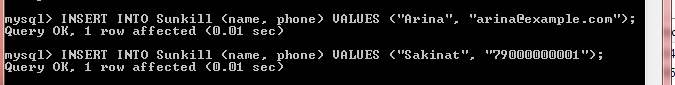 mysql> INSERT INTO Sunkill (name, phone) VALUES ("Arina", "arina@example.com");
Query OK, 1 row affected (0.01 sec)
mysql> INSERT INTO Sunkill (name, phone) VALUES ("Sakinat", "79000000001");
Query OK, 1 row affected (0.01 sec)